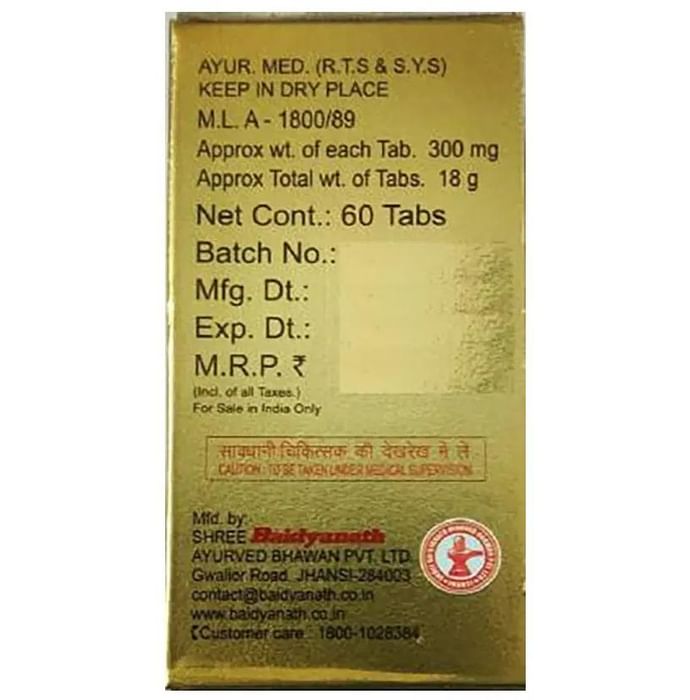 AYUR. MED. (R.T.S & S.Y.S)
KEEP IN DRY PLACE
M.L. A - 1800/89
Approx wt. of each Tab. 300 mg
Approx Total wt. of Tabs. 18 g
Net Cont.: 60 Tabs
Batch No.:
Mfg. Dt.:
Exp. Dt.:
M.R.P. ₹
(Incl. of all Taxes.)
For Sale in India Only
सावधानी चिकित्सक की देखरेख मे लें
CAUTION : TO BE TAKEN UNDER MEDICAL SUPERVISION
Mfd. by:-
SHREE Baidyanath
AYURVED BHAWAN PVT. LTD.
Gwalior Road, JHANSI-284003
contact@baidyanath.co.in
www.baidyanath.co.in
Customer care : 1800-1028384